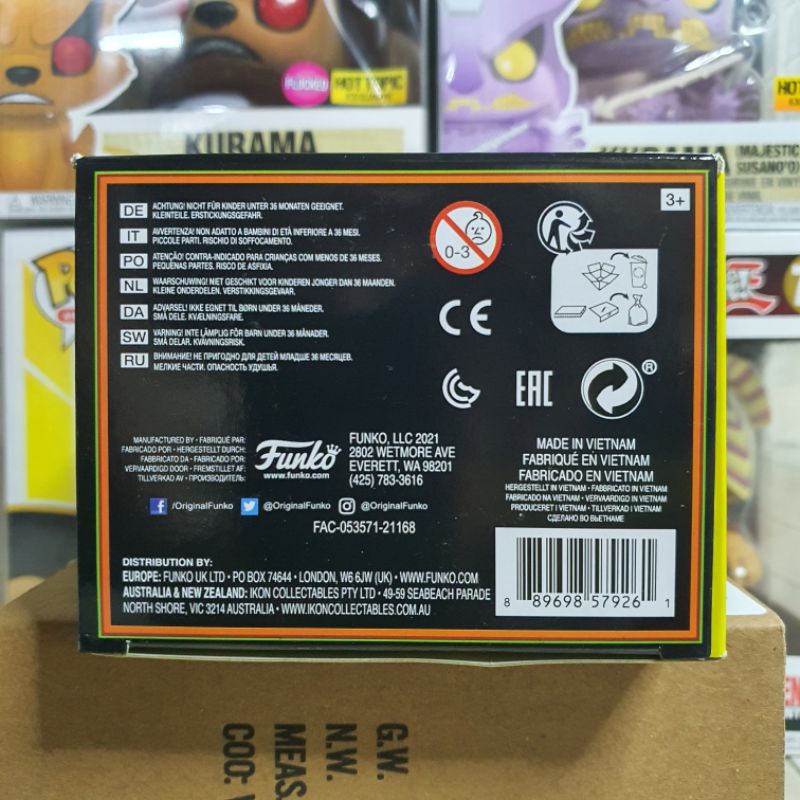 FLOCKED
HOT TOPIC
HOT
KURAMA
KURAMA
MAJESTIC
SUSANO'O
WARNING
3+
DE ACHTUNG! NICHT FÜR KINDER UNTER 36 MONATEN GEEIGNET.
KLEINTEILE. ERSTICKUNGSGEFAHR.
IT AVVERTENZA! NON ADATTO A BAMBINI DI ETÀ INFERIORE A 36 MESI.
PICCOLE PARTI. RISCHIO DI SOFFOCAMENTO.
PO ATENÇÃO! CONTRA-INDICADO PARA CRIANÇAS COM MENOS DE 36 MESES.
PEQUENAS PARTES. RISCO DE ASFIXIA.
NL WAARSCHUWING! NIET GESCHIKT VOOR KINDEREN JONGER DAN 36 MAANDEN.
KLEINE ONDERDELEN. VERSTIKKINGSGEVAAR.
DA ADVARSEL! IKKE EGNET TIL BØRN UNDER 36 MÅNEDER.
SMÅ DELE. KVÆLNINGSFARE.
SW VARNING! INTE LÄMPLIG FÖR BARN UNDER 36 MÅNADER.
SMÅ DELAR. KVÄVNINGSRISK.
RU ВНИМАНИЕ! НЕ ПРИГОДНО ДЛЯ ДЕТЕЙ МЛАДШЕ 36 МЕСЯЦЕВ.
МЕЛКИЕ ЧАСТИ. ОПАСНОСТЬ УДУШЬЯ.
0-3
CE
EAC
®
MANUFACTURED BY • FABRIQUÉ PAR:
FABRICADO POR • HERGESTELLT DURCH:
FABBRICATO DA • FABRICADO POR:
VERVAARDIGD DOOR • FREMSTILLET AF:
TILLVERKAD AV • ПРОИЗВОДИТЕЛЬ:
Funko
www.funko.com
FUNKO, LLC 2021
2802 WETMORE AVE
EVERETT, WA 98201
(425) 783-3616
f /OriginalFunko @OriginalFunko @OriginalFunko
FAC-053571-21168
MADE IN VIETNAM
FABRIQUÉ EN VIETNAM
FABRICADO EN VIETNAM
HERGESTELLT IN VIETNAM • FABBRICATO IN VIETNAM
FABRICADO NA VIETNAM • VERVAARDIGD IN VIETNAM
PRODUCERET I VIETNAM • TILLVERKAD I VIETNAM
СДЕЛАНО ВО ВЬЕТНАМЕ
DISTRIBUTION BY:
EUROPE: FUNKO UK LTD • PO BOX 74644 • LONDON, W6 6JW (UK) • WWW.FUNKO.COM
AUSTRALIA & NEW ZEALAND: IKON COLLECTABLES PTY LTD • 49-59 SEABEACH PARADE
NORTH SHORE, VIC 3214 AUSTRALIA • WWW.IKONCOLLECTABLES.COM.AU
8 89698 57926 1
G.W.
N.W.
MEAS.
COO: